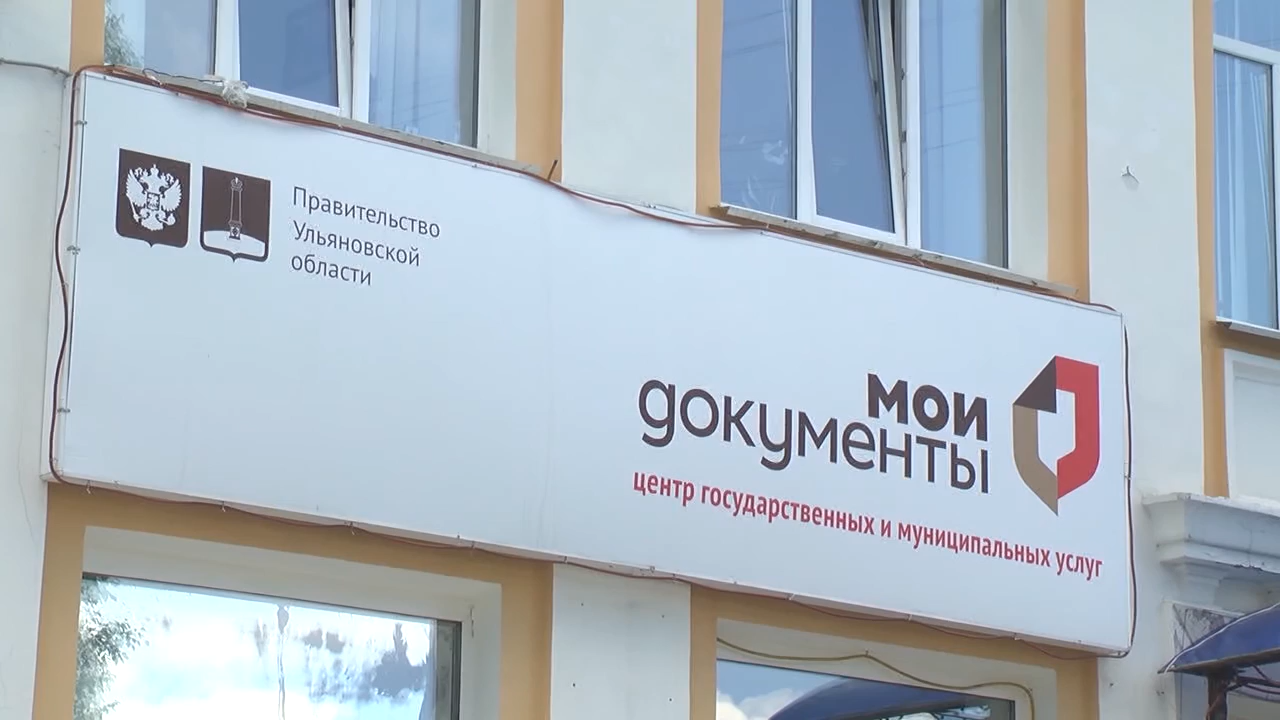 Правительство
Ульяновской
области
мои
документы
центр государственных и муниципальных услуг